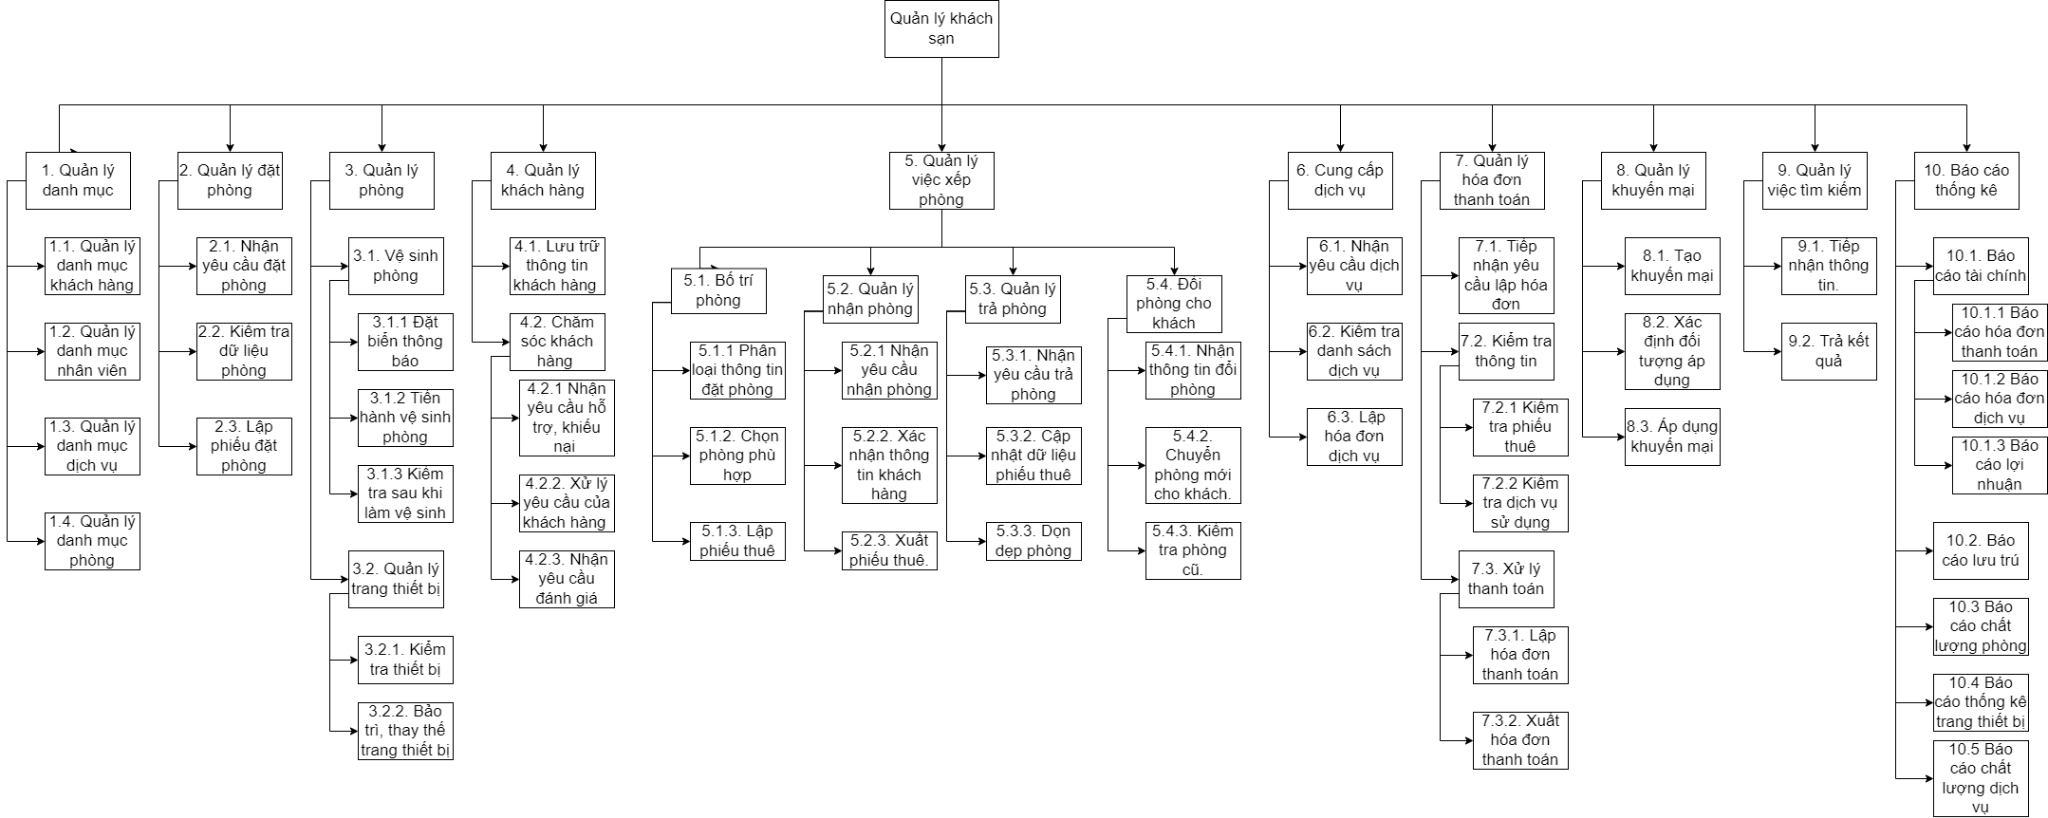 Quản lý khách
sạn
1. Quản lý
danh mục
1.1. Quản lý
danh mục
khách hàng
1.2. Quản lý
danh mục
nhân viên
1.3. Quản lý
danh mục
dịch vụ
1.4. Quản lý
danh mục
phòng
2. Quản lý đặt
phòng
2.1. Nhận
yêu cầu đặt
phòng
2.2. Kiểm tra
dữ liệu
phòng
2.3. Lập
phiếu đặt
phòng
3. Quản lý
phòng
3.1. Vệ sinh
phòng
3.1.1 Đặt
biển thông
báo
3.1.2 Tiến
hành vệ sinh
phòng
3.1.3 Kiểm
tra sau khi
làm vệ sinh
3.2. Quản lý
trang thiết bị
3.2.1. Kiểm
tra thiết bị
3.2.2. Bảo
trì, thay thế
trang thiết bị
4. Quản lý
khách hàng
4.1. Lưu trữ
thông tin
khách hàng
4.2. Chăm
sóc khách
hàng
4.2.1 Nhận
yêu cầu hỗ
trợ, khiếu
nại
4.2.2. Xử lý
yêu cầu của
khách hàng
4.2.3. Nhận
yêu cầu
đánh giá
5. Quản lý
việc xếp
phòng
5.1. Bố trí
phòng
5.1.1 Phân
loại thông tin
đặt phòng
5.1.2. Chọn
phòng phù
hợp
5.1.3. Lập
phiếu thuê
5.2. Quản lý
nhận phòng
5.2.1 Nhận
yêu cầu
nhận phòng
5.2.2. Xác
nhận thông
tin khách
hàng
5.2.3. Xuất
phiếu thuê.
5.3. Quản lý
trả phòng
5.3.1. Nhận
yêu cầu trả
phòng
5.3.2. Cập
nhật dữ liệu
phiếu thuê
5.3.3. Dọn
dẹp phòng
5.4. Đổi
phòng cho
khách
5.4.1. Nhận
thông tin đổi
phòng
5.4.2.
Chuyển
phòng mới
cho khách.
5.4.3. Kiểm
tra phòng
cũ.
6. Cung cấp
dịch vụ
6.1. Nhận
yêu cầu dịch
vụ
6.2. Kiểm tra
danh sách
dịch vụ
6.3. Lập
hóa đơn
dịch vụ
7. Quản lý
hóa đơn
thanh toán
7.1. Tiếp
nhận yêu
cầu lập hóa
đơn
7.2. Kiểm tra
thông tin
7.2.1 Kiểm
tra phiếu
thuê
7.2.2 Kiểm
tra dịch vụ
sử dụng
7.3. Xử lý
thanh toán
7.3.1. Lập
hóa đơn
thanh toán
7.3.2. Xuất
hóa đơn
thanh toán
8. Quản lý
khuyến mại
8.1. Tạo
khuyến mại
8.2. Xác
định đối
tượng áp
dụng
8.3. Áp dụng
khuyến mại
9. Quản lý
việc tìm kiếm
9.1. Tiếp
nhận thông
tin.
9.2. Trả kết
quả
10. Báo cáo
thống kê
10.1. Báo
cáo tài chính
10.1.1 Báo
cáo hóa đơn
thanh toán
10.1.2 Báo
cáo hóa đơn
dịch vụ
10.1.3 Báo
cáo lợi
nhuận
10.2. Báo
cáo lưu trú
10.3 Báo
cáo chất
lượng phòng
10.4 Báo
cáo thống kê
trang thiết bị
10.5 Báo
cáo chất
lượng dịch
vụ